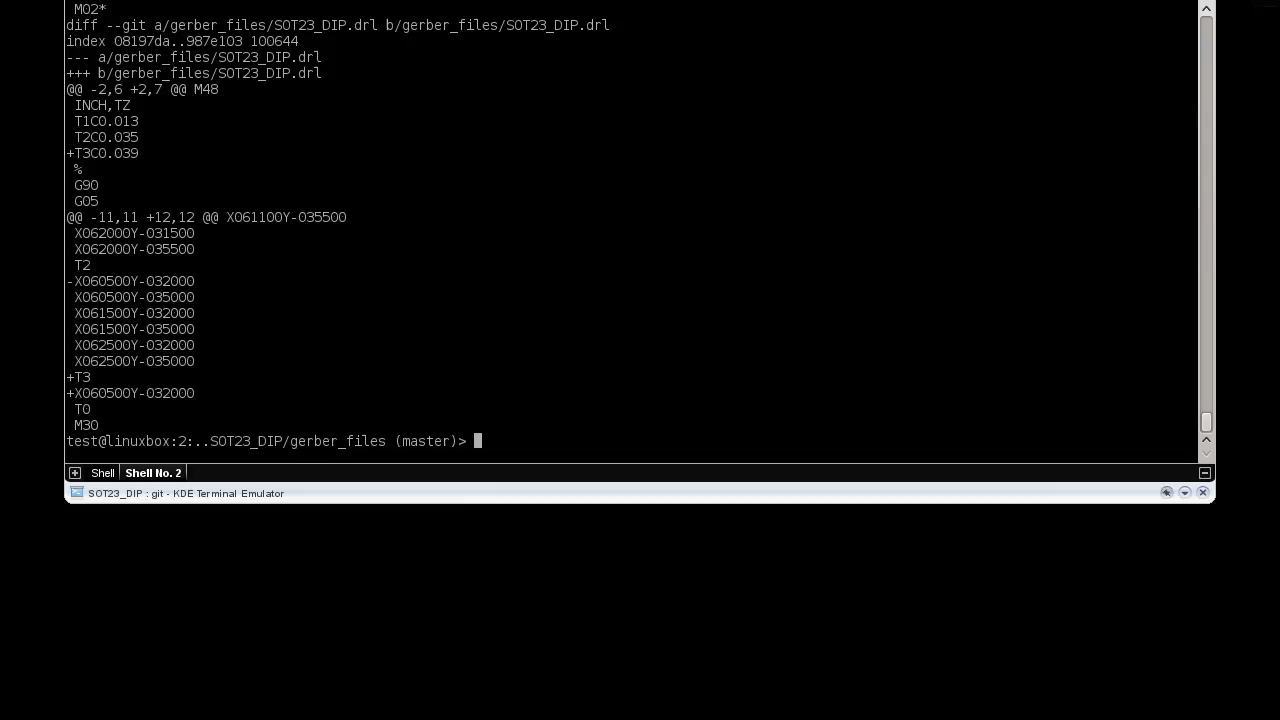 M02*
diff --git a/gerber_files/SOT23_DIP.drl b/gerber_files/SOT23_DIP.drl
index 08197da..987e103 100644
--- a/gerber_files/SOT23_DIP.drl
+++ b/gerber_files/SOT23_DIP.drl
@@ -2,6 +2,7 @@ M48
 INCH,TZ
 T1C0.013
 T2C0.035
+T3C0.039
 %
 G90
 G05
@@ -11,11 +12,12 @@ X061100Y-035500
 X062000Y-031500
 X062000Y-035500
 T2
-X060500Y-032000
 X060500Y-035000
 X061500Y-032000
 X061500Y-035000
 X062500Y-032000
 X062500Y-035000
+T3
+X060500Y-032000
 T0
 M30
test@linuxbox:2:..SOT23_DIP/gerber_files (master)>
Shell Shell No. 2
SOT23_DIP : git - KDE Terminal Emulator